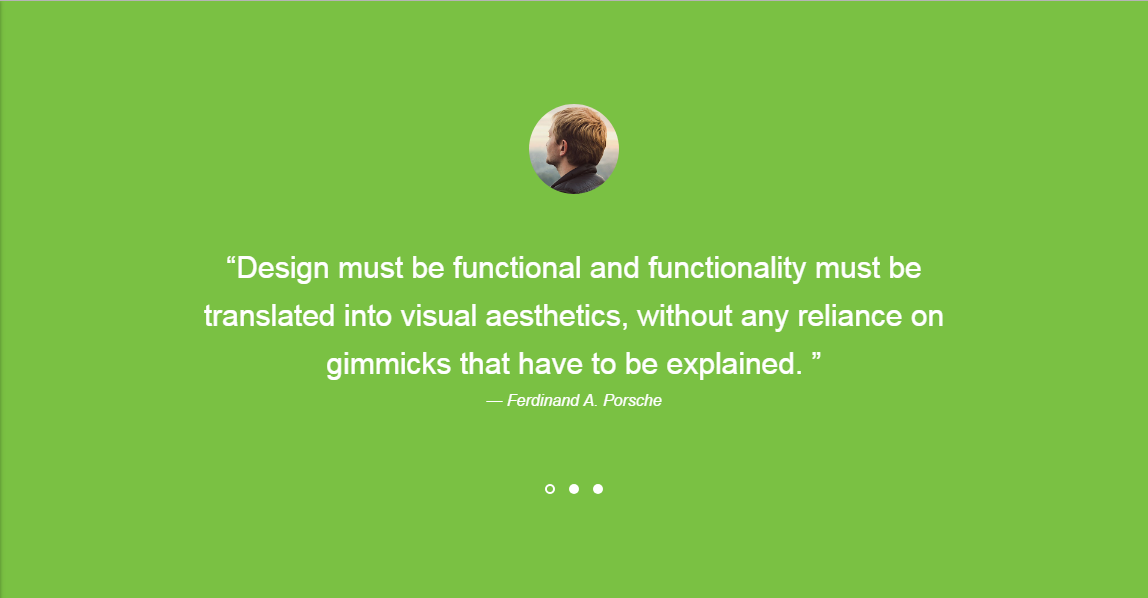 “Design must be functional and functionality must be
translated into visual aesthetics, without any reliance on
gimmicks that have to be explained. ”
— Ferdinand A. Porsche